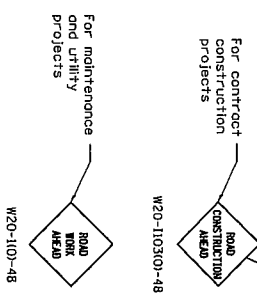 For contract
construction
projects
ROAD
CONSTRUCTION
AHEAD
W20-I103(O)-48
For maintenance
and utility
projects
ROAD
WORK
AHEAD
W20-1(O)-48